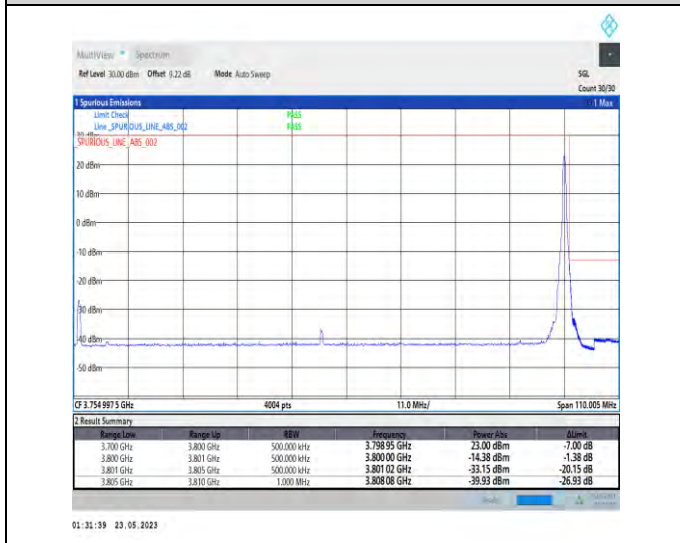 MultiView Spectrum
Ref Level 30.00 dBm Offset 9.22 dB Mode Auto Sweep SGL
Count 30/30
1 Spurious Emissions 1 Max
Limit Check PASS
Line _SPURIOUS_LINE_ABS_002 PASS
_SPURIOUS_LINE_ABS_002
20 dBm
10 dBm
0 dBm
-10 dBm
-20 dBm
-30 dBm
-40 dBm
-50 dBm
CF 3.754 997 5 GHz 4004 pts 11.0 MHz/ Span 110.005 MHz
2 Result Summary
Range Low Range Up RBW Frequency Power Abs ΔLimit
3.700 GHz 3.800 GHz 500.000 kHz 3.798 95 GHz 23.00 dBm -7.00 dB
3.800 GHz 3.801 GHz 500.000 kHz 3.800 00 GHz -14.38 dBm -1.38 dB
3.801 GHz 3.805 GHz 500.000 kHz 3.801 02 GHz -33.15 dBm -20.15 dB
3.805 GHz 3.810 GHz 1.000 MHz 3.808 08 GHz -39.93 dBm -26.93 dB
01:31:39 23.05.2023